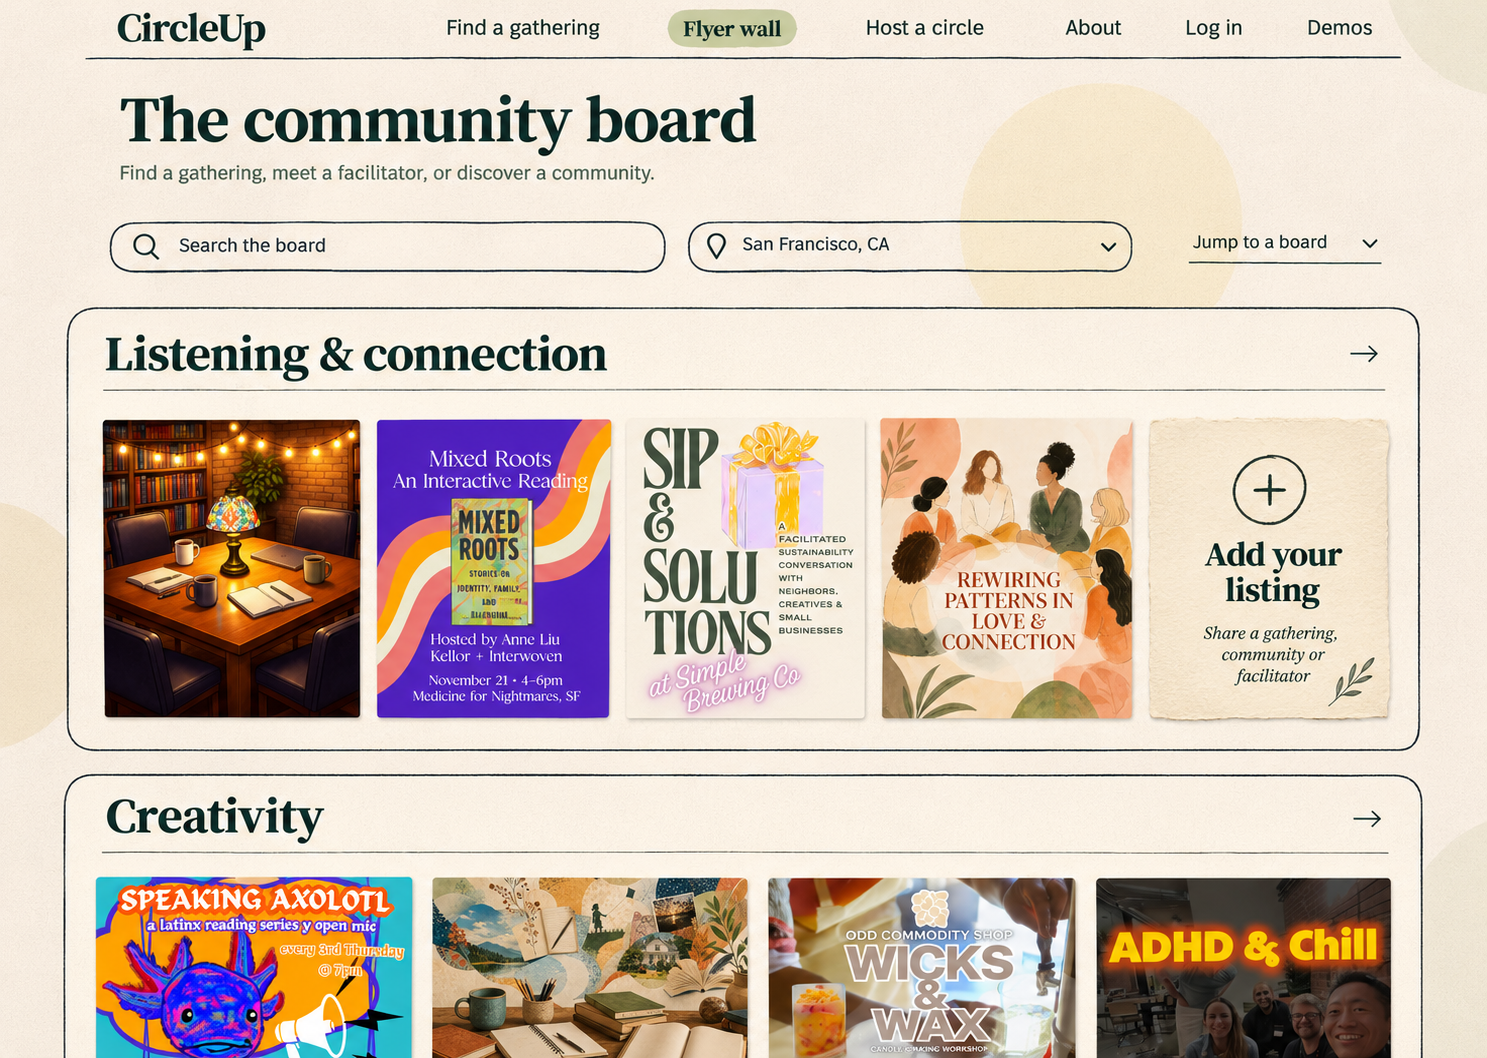 CircleUp
Find a gathering
Flyer wall
Host a circle
About
Log in
Demos
The community board
Find a gathering, meet a facilitator, or discover a community.
Search the board
San Francisco, CA
Jump to a board
Listening & connection
Mixed Roots
An Interactive Reading
MIXED
ROOTS
STORIES OR
IDENTITY, FAMILY,
AND
Hosted by Anne Liu
Kellor + Interwoven
November 21 • 4–6pm
Medicine for Nightmares, SF
SIP
&
SOLU
TIONS
A
FACILITATED
SUSTAINABILITY
CONVERSATION
WITH
NEIGHBORS,
CREATIVES &
SMALL
BUSINESSES
at Simple
Brewing Co
REWIRING
PATTERNS IN
LOVE &
CONNECTION
Add your
listing
Share a gathering,
community or
facilitator
Creativity
SPEAKING AXOLOTL
a latinx reading series y open mic
every 3rd Thursday
@ 7pm
ODD COMMODITY SHOP
WICKS
&
WAX
CANDLE MAKING WORKSHOP
ADHD & Chill